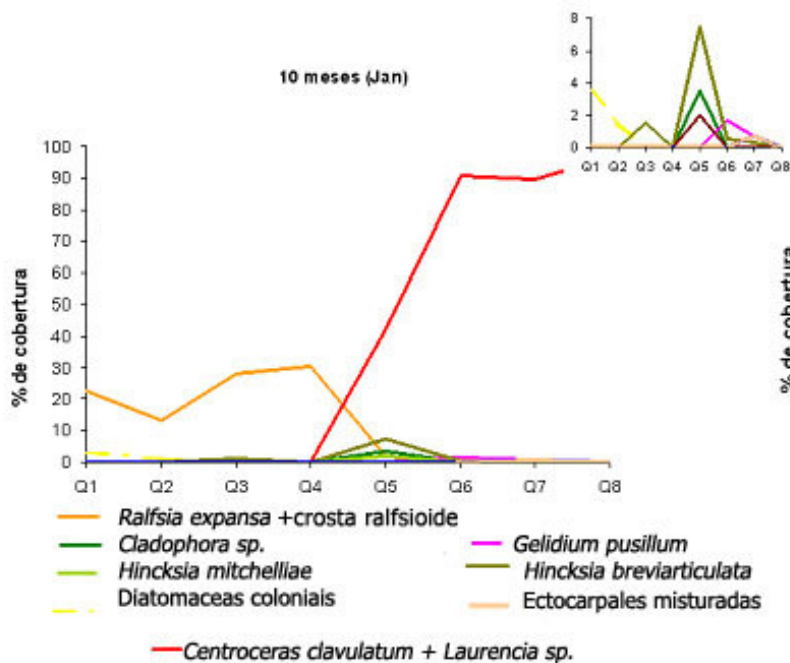 10 meses (Jan)
8
6
4
2
0
Q1 Q2 Q3 Q4 Q5 Q6 Q7 Q8
% de cobertura
100
90
80
70
60
50
40
30
20
10
0
Q1 Q2 Q3 Q4 Q5 Q6 Q7 Q8
% de cobertura
Ralfsia expansa +crosta ralfsioide
Cladophora sp.
Gelidium pusillum
Hincksia mitchelliae
Hincksia breviarticulata
Diatomaceas coloniais
Ectocarpales misturadas
Centroceras clavulatum + Laurencia sp.